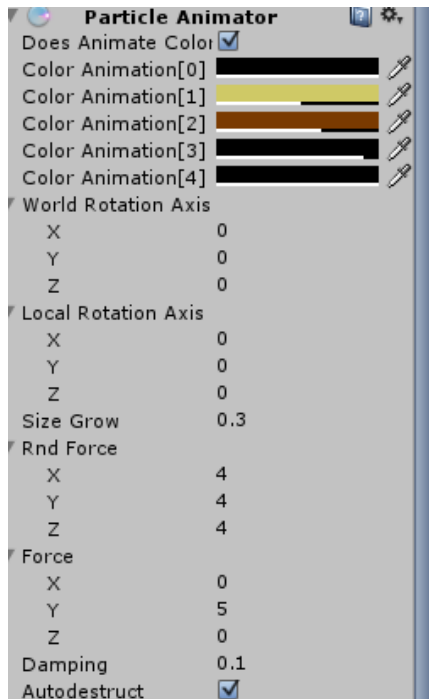 Particle Animator
Does Animate Color
Color Animation[0]
Color Animation[1]
Color Animation[2]
Color Animation[3]
Color Animation[4]
World Rotation Axis
X 0
Y 0
Z 0
Local Rotation Axis
X 0
Y 0
Z 0
Size Grow 0.3
Rnd Force
X 4
Y 4
Z 4
Force
X 0
Y 5
Z 0
Damping 0.1
Autodestruct